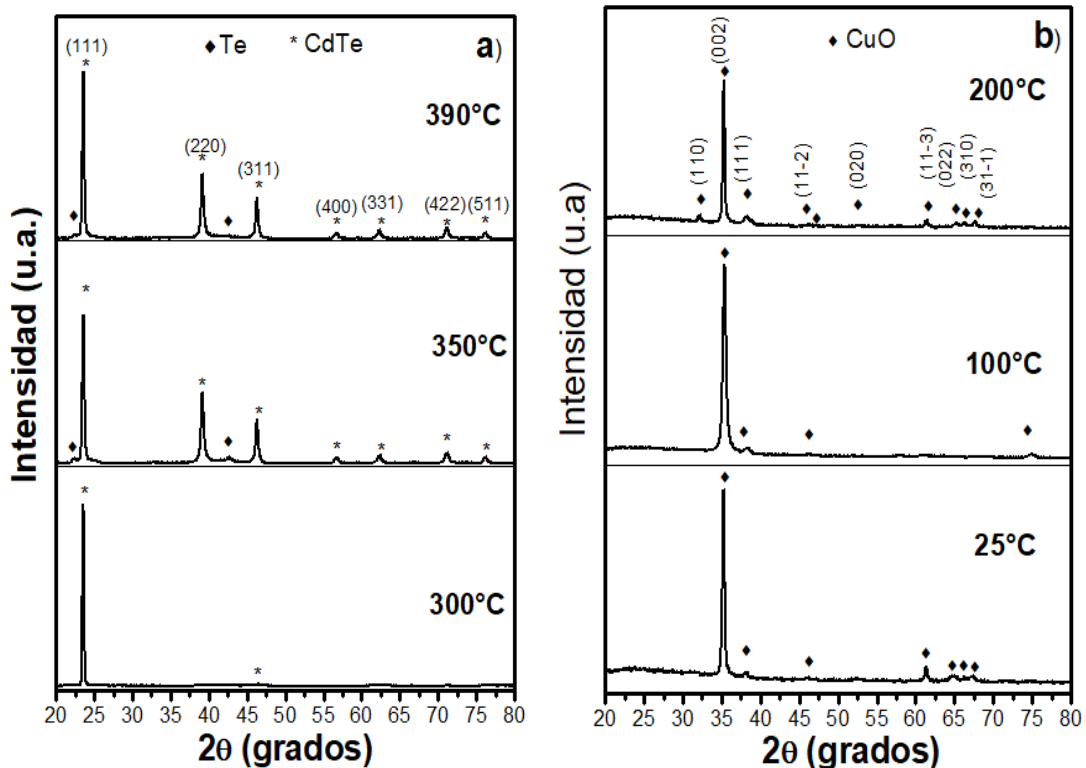 (111)
◆Te
* CdTe
a)
390°C
(220)
(311)
(400)
(331)
(422)
(511)
350°C
300°C
Intensidad (u.a.)
20 25 30 35 40 45 50 55 60 65 70 75 80
2θ (grados)
(002)
◆ CuO
b)
200°C
(110)
(111)
(11-2)
(020)
(11-3)
(022)
(310)
(31-1)
100°C
25°C
Intensidad (u.a)
20 25 30 35 40 45 50 55 60 65 70 75 80
2θ (grados)